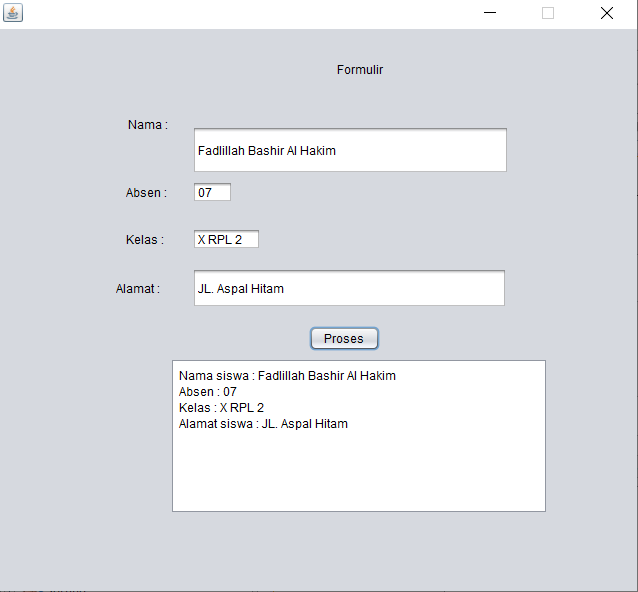 Formulir
Nama :
Fadlillah Bashir Al Hakim
Absen :
07
Kelas :
X RPL 2
Alamat :
JL. Aspal Hitam
Proses
Nama siswa : Fadlillah Bashir Al Hakim
Absen : 07
Kelas : X RPL 2
Alamat siswa : JL. Aspal Hitam